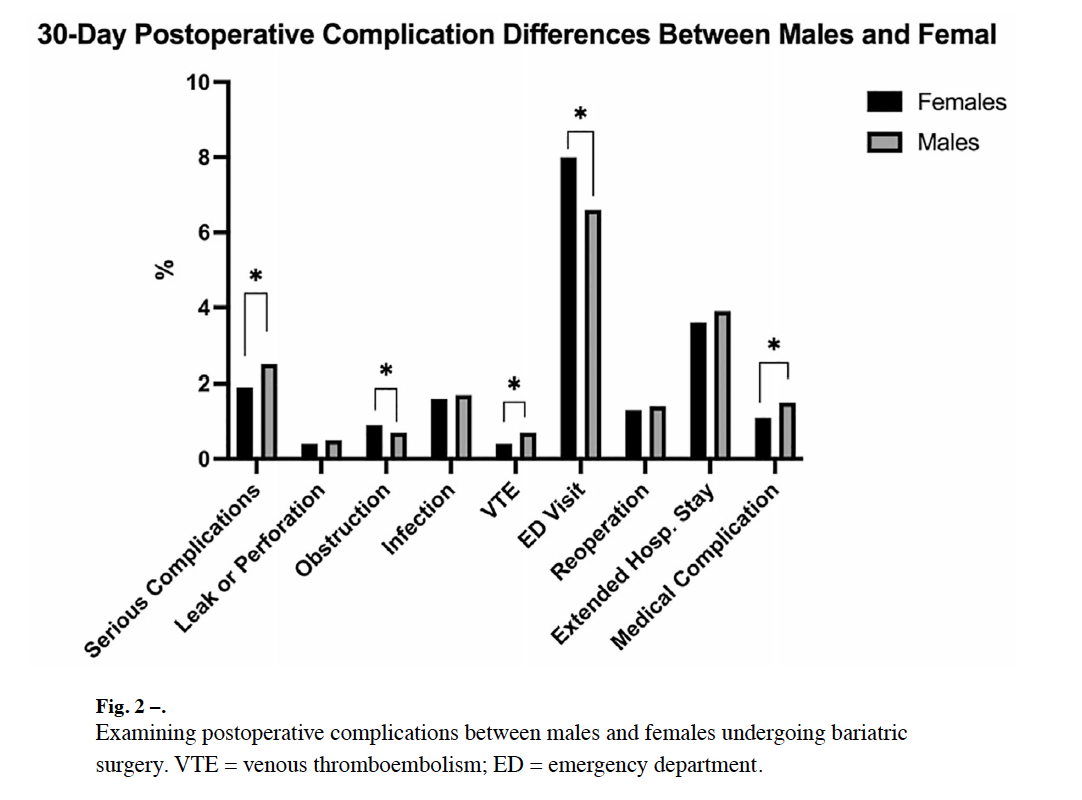 30-Day Postoperative Complication Differences Between Males and Femal
10
8
6
4
2
0
%
*
*
*
*
*
Females
Males
Serious Complications
Leak or Perforation
Obstruction
Infection
VTE
ED Visit
Reoperation
Extended Hosp. Stay
Medical Complication
Fig. 2 –.
Examining postoperative complications between males and females undergoing bariatric
surgery. VTE = venous thromboembolism; ED = emergency department.